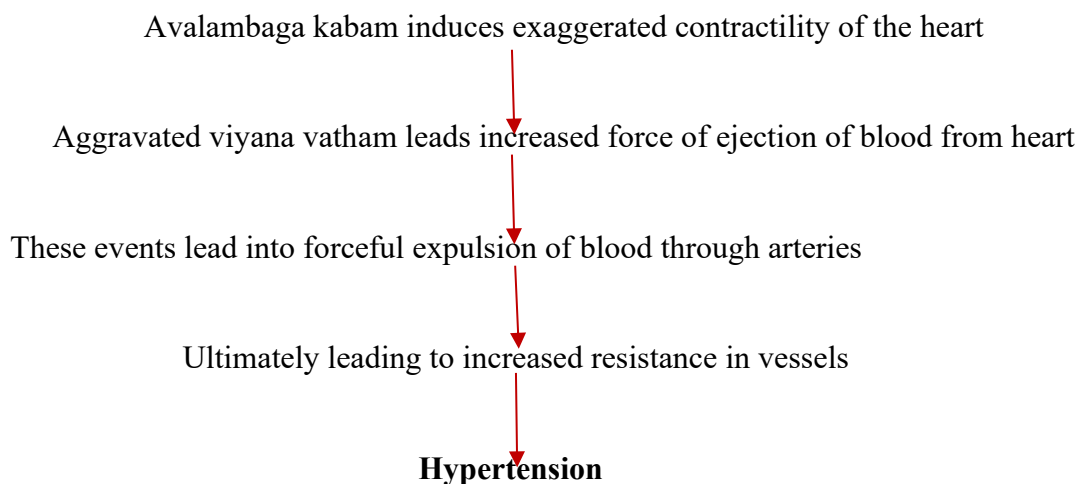 Avalambaga kabam induces exaggerated contractility of the heart
Aggravated viyana vatham leads increased force of ejection of blood from heart
These events lead into forceful expulsion of blood through arteries
Ultimately leading to increased resistance in vessels
Hypertension